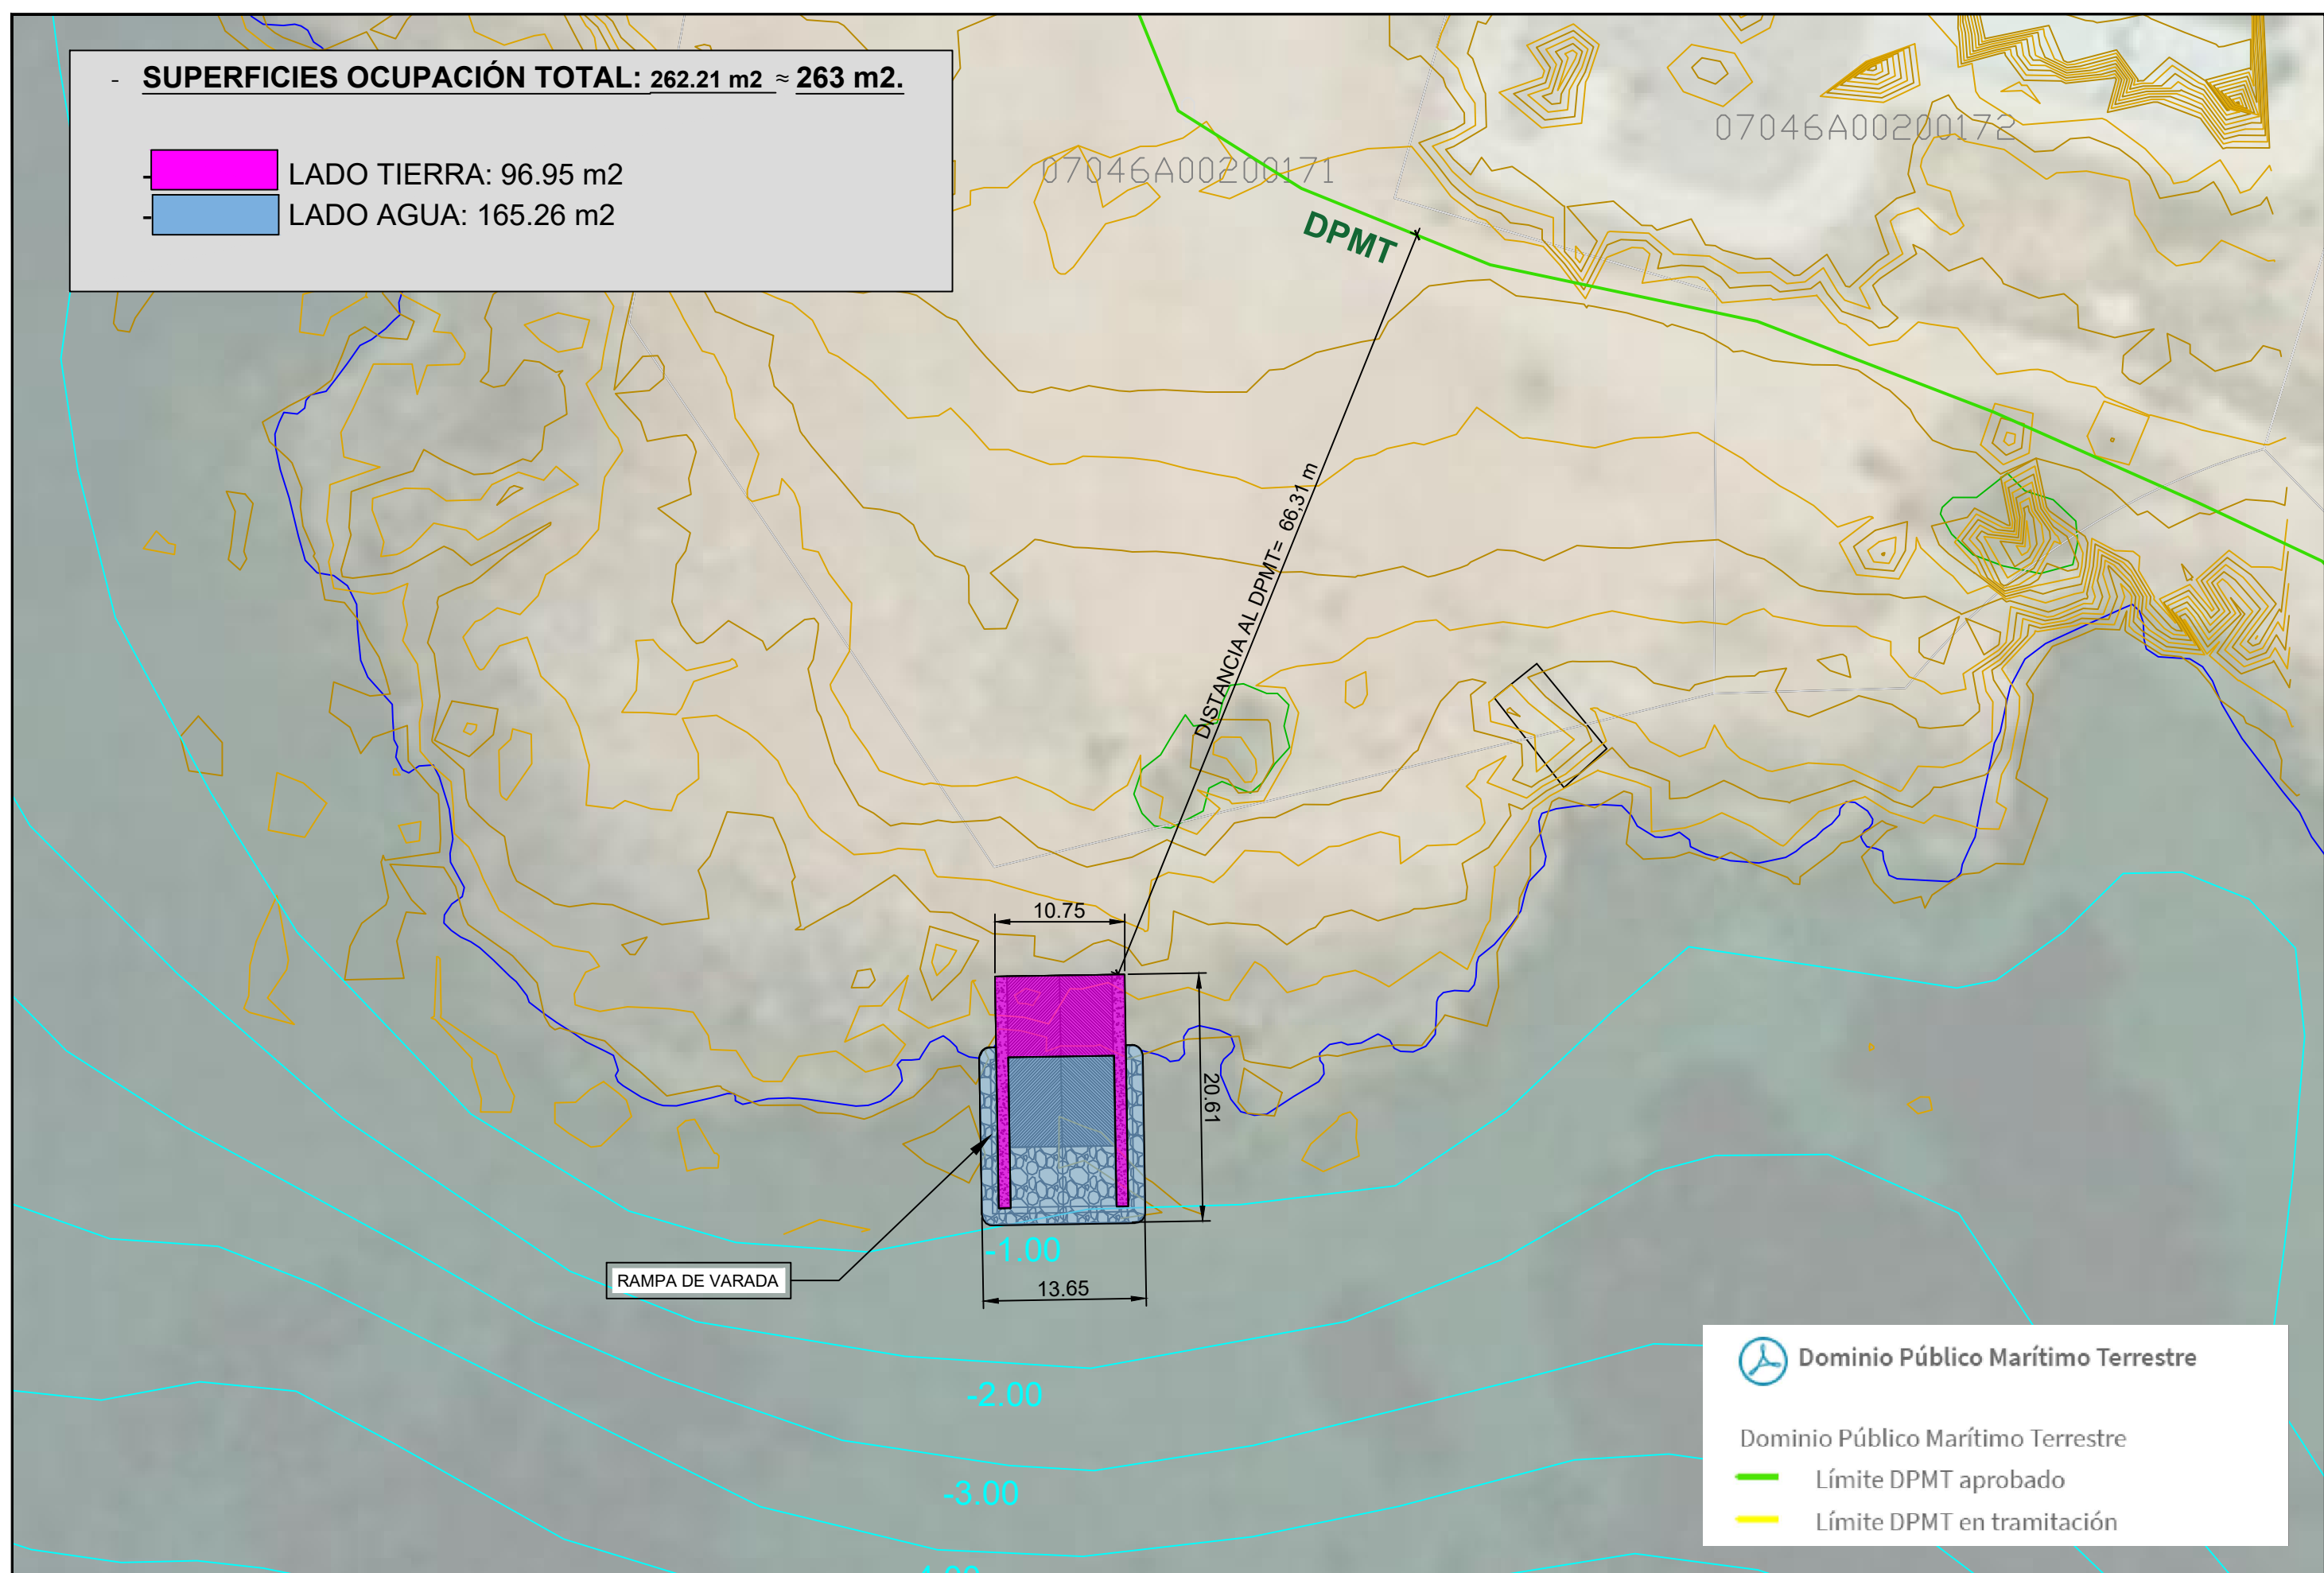 - SUPERFICIES OCUPACIÓN TOTAL: 262.21 m2 ≈ 263 m2.
- LADO TIERRA: 96.95 m2
- LADO AGUA: 165.26 m2
07046A00200171
07046A00200172
DPMT
DISTANCIA AL DPMT= 66,31 m
10.75
20.61
RAMPA DE VARADA
-1.00
13.65
-2.00
-3.00
Dominio Público Marítimo Terrestre
Dominio Público Marítimo Terrestre
Límite DPMT aprobado
Límite DPMT en tramitación